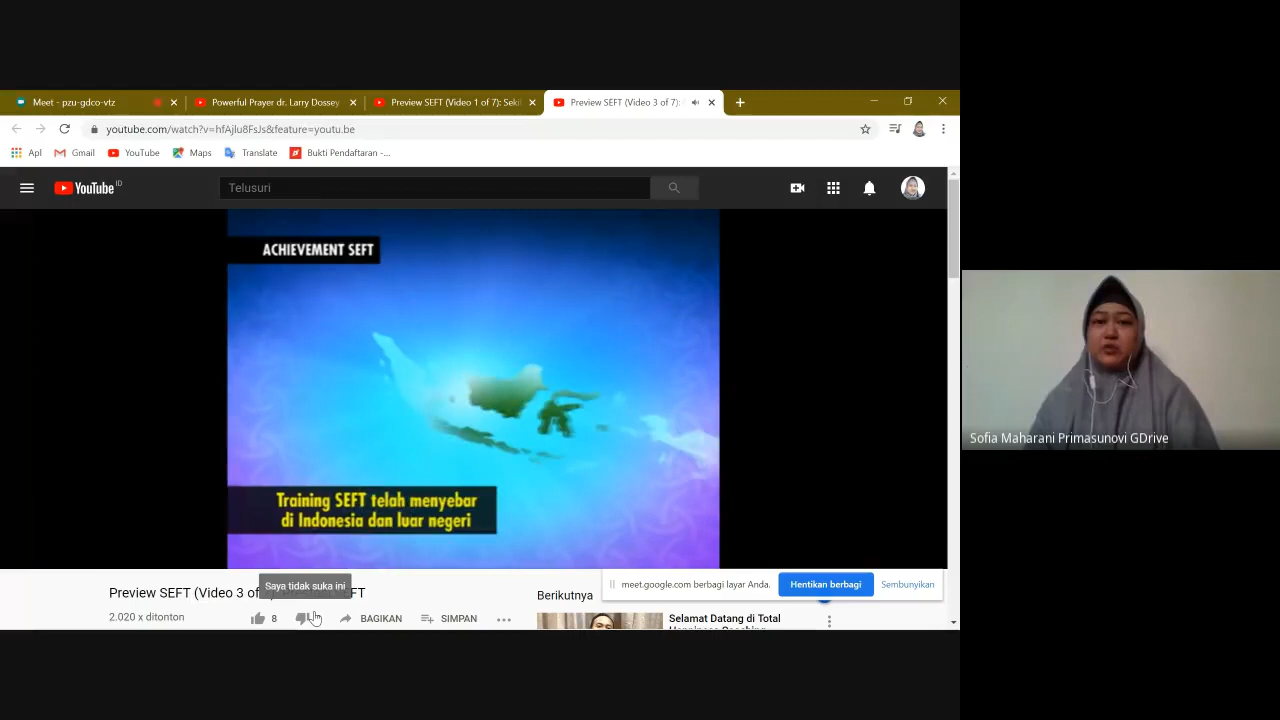 Meet - pzu-gdco-vtz
Powerful Prayer dr. Larry Dossey
Preview SEFT (Video 1 of 7): Seki
Preview SEFT (Video 3 of 7):
youtube.com/watch?v=hfAjlu8FsJs&feature=youtu.be
Apl
Gmail
YouTube
Maps
Translate
Bukti Pendaftaran -...
YouTube ID
Telusuri
ACHIEVEMENT SEFT
Training SEFT telah menyebar
di Indonesia dan luar negeri
Sofia Maharani Primasunovi GDrive
Saya tidak suka ini
meet.google.com berbagi layar Anda.
Hentikan berbagi
Sembunyikan
Preview SEFT (Video 3 of
2.020 x ditonton
8
BAGIKAN
SIMPAN
Berikutnya
Selamat Datang di Total